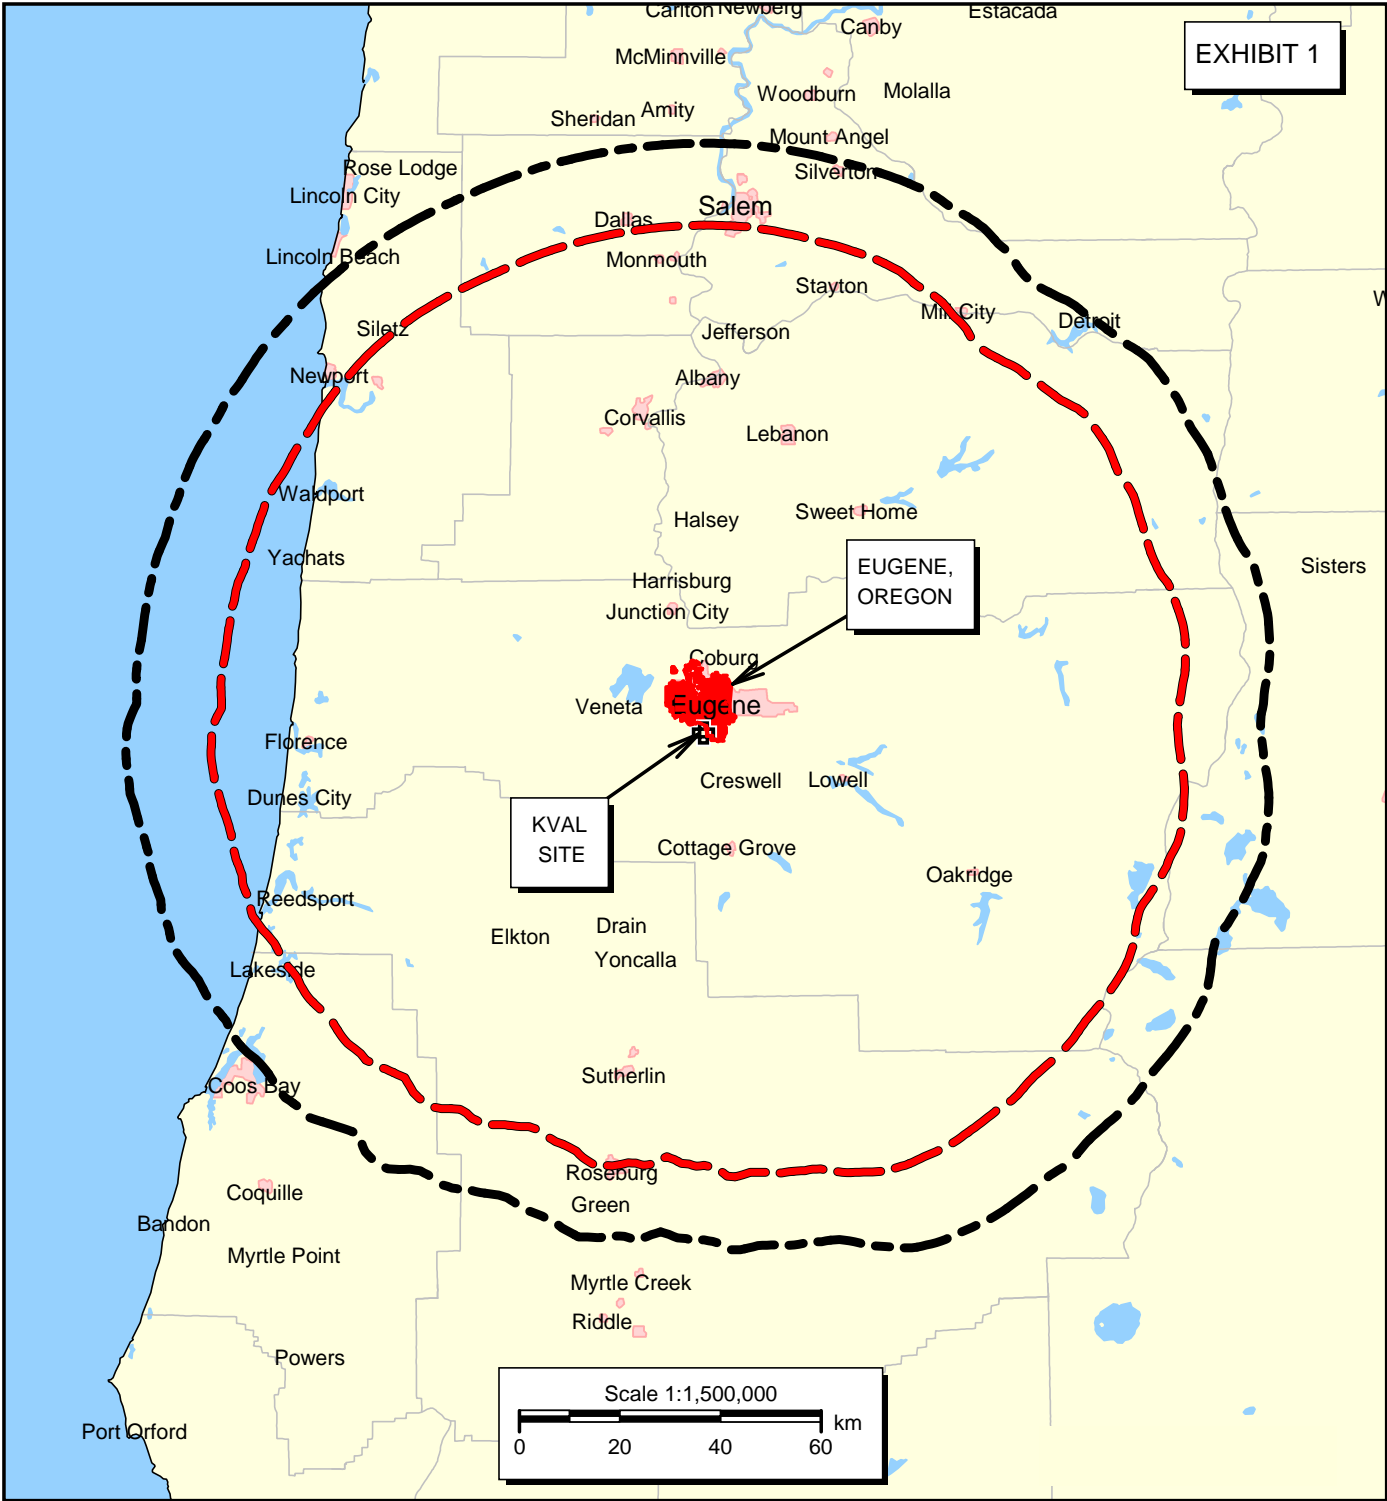 Carlton
Newberg
Estacada
Canby
EXHIBIT 1
McMinnville
Woodburn
Molalla
Sheridan
Amity
Mount Angel
Rose Lodge
Silverton
Lincoln City
Salem
Dallas
Lincoln Beach
Monmouth
Stayton
W
Mill City
Detroit
Siletz
Jefferson
Newport
Albany
Corvallis
Lebanon
Waldport
Sweet Home
Halsey
Yachats
Sisters
EUGENE,
OREGON
Harrisburg
Junction City
Coburg
Veneta
Eugene
Florence
Creswell
Lowell
Dunes City
KVAL
SITE
Cottage Grove
Oakridge
Reedsport
Drain
Elkton
Yoncalla
Lakeside
Sutherlin
Coos Bay
Roseburg
Coquille
Green
Bandon
Myrtle Point
Myrtle Creek
Riddle
Powers
Scale 1:1,500,000
km
0 20 40 60
Port Orford